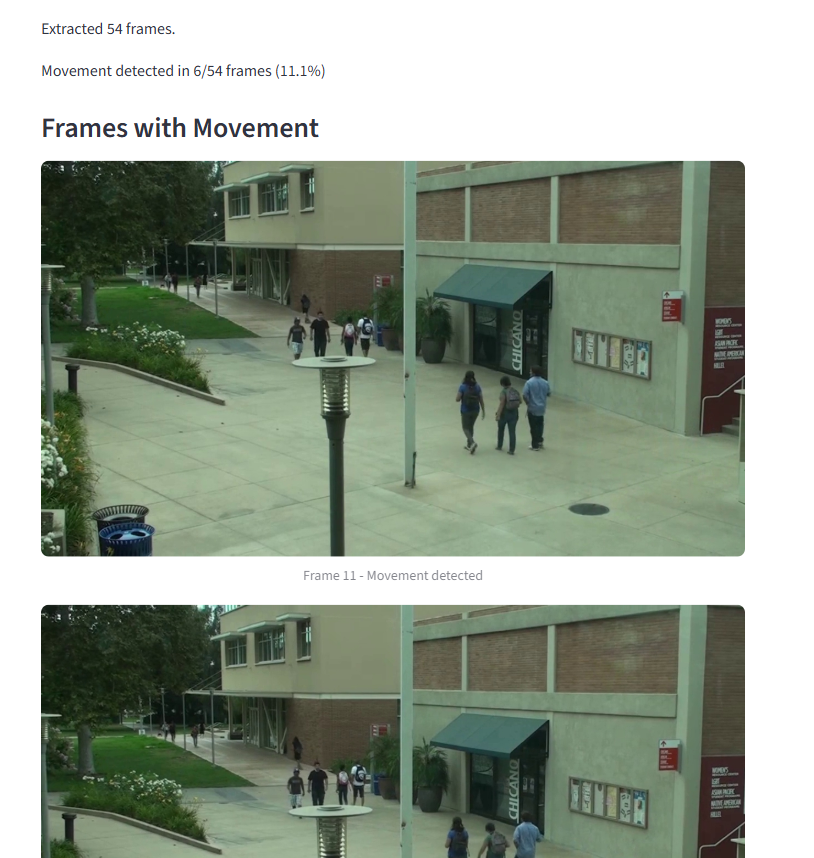 Extracted 54 frames.
Movement detected in 6/54 frames (11.1%)
Frames with Movement
CHICANO
WOMEN'S
LGBT
ASIAN PACIFIC
NATIVE AMERICAN
HILLEL
Frame 11 - Movement detected
CHICANO
WOMEN'S
LGBT
ASIAN PACIFIC
NATIVE AMERICAN
HILLEL